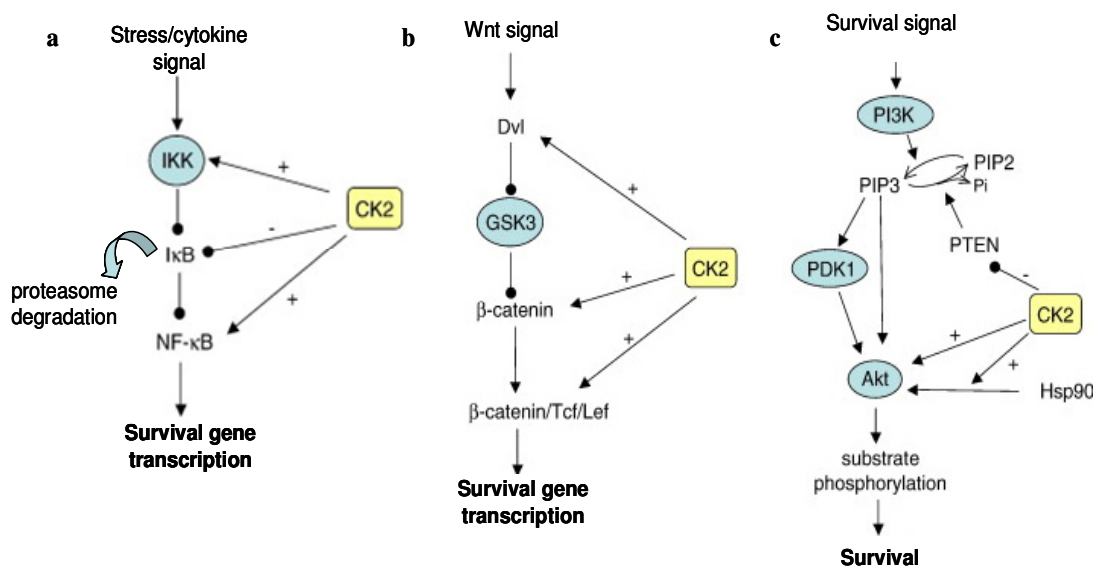 a
Stress/cytokine
signal
IKK
+
CK2
-
IκB
proteasome
degradation
+
NF-κB
Survival gene
transcription
b
Wnt signal
Dvl
+
GSK3
CK2
+
β-catenin
+
β-catenin/Tcf/Lef
Survival gene
transcription
c
Survival signal
PI3K
PIP2
PIP3
Pi
PTEN
PDK1
-
CK2
+
+
Akt
Hsp90
substrate
phosphorylation
Survival